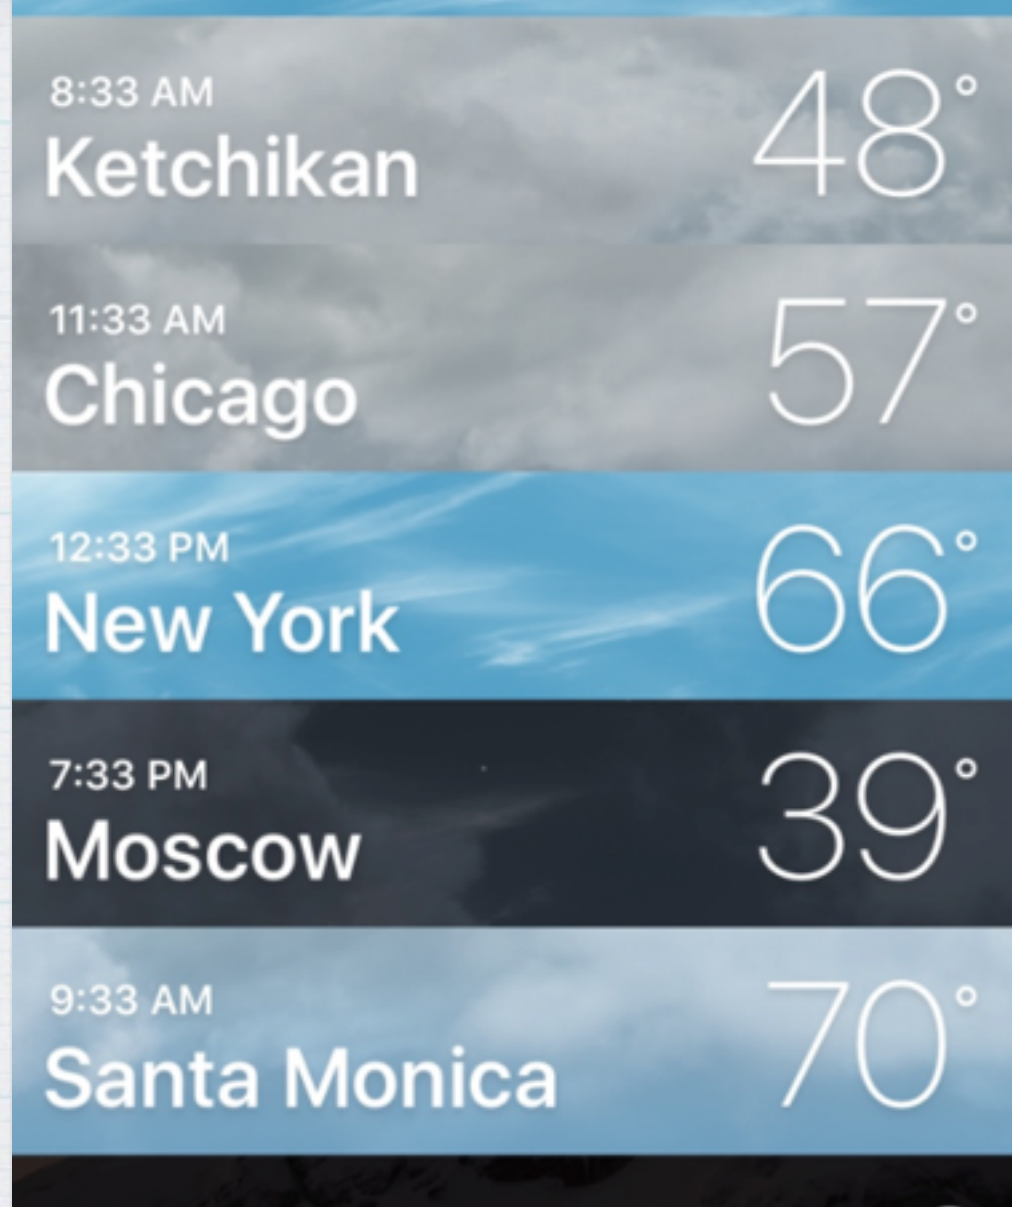 8:33 AM
Ketchikan
48°
11:33 AM
Chicago
57°
12:33 PM
New York
66°
7:33 PM
Moscow
39°
9:33 AM
Santa Monica
70°